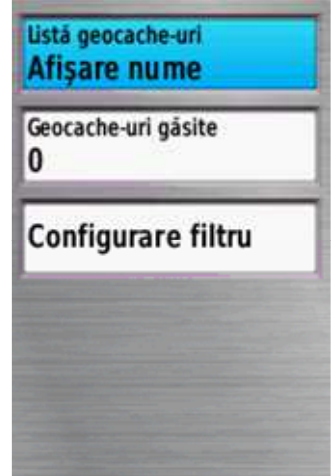 Listă geocache-uri
Afişare nume
Geocache-uri găsite
0
Configurare filtru